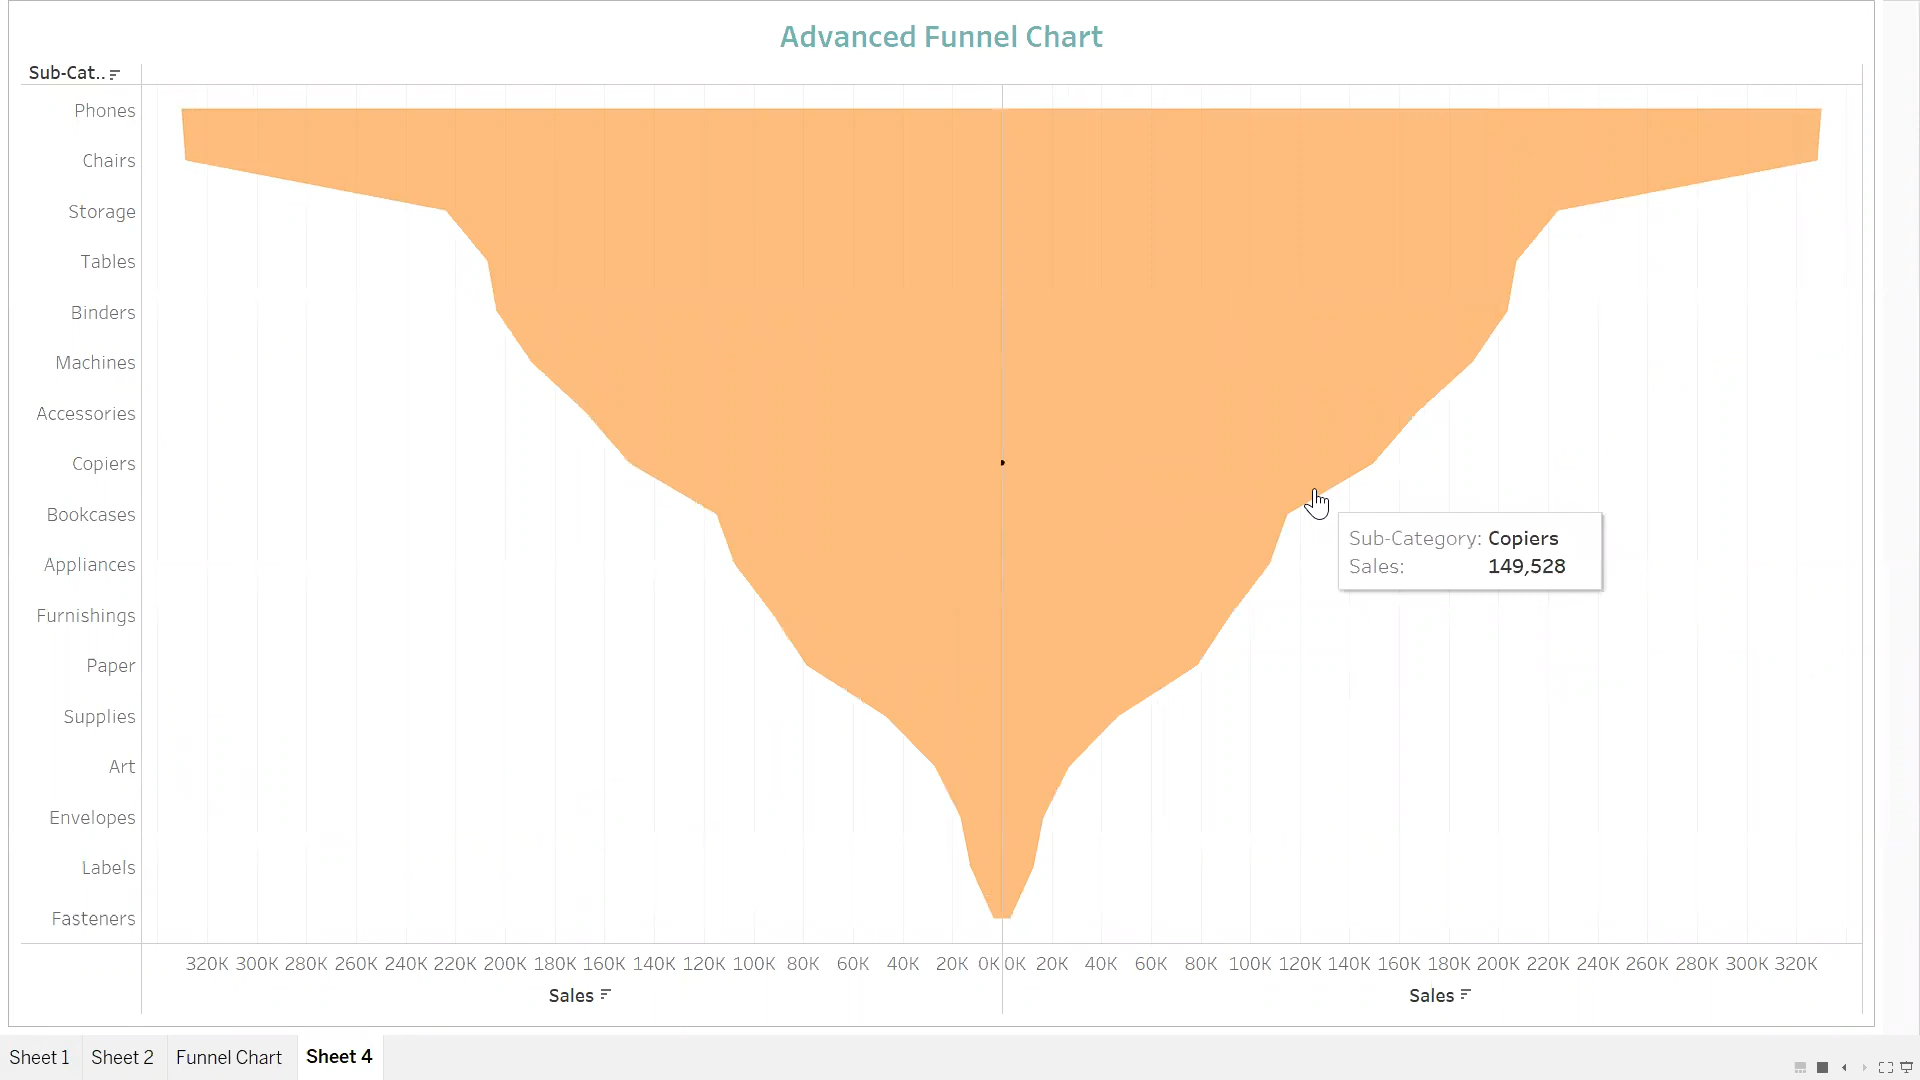 Advanced Funnel Chart
Sub-Cat..
Phones
Chairs
Storage
Tables
Binders
Machines
Accessories
Copiers
Bookcases
Appliances
Furnishings
Paper
Supplies
Art
Envelopes
Labels
Fasteners
Sub-Category: Copiers
Sales: 149,528
320K 300K 280K 260K 240K 220K 200K 180K 160K 140K 120K 100K 80K 60K 40K 20K 0K 0K 20K 40K 60K 80K 100K 120K 140K 160K 180K 200K 220K 240K 260K 280K 300K 320K
Sales Sales
Sheet 1 Sheet 2 Funnel Chart Sheet 4